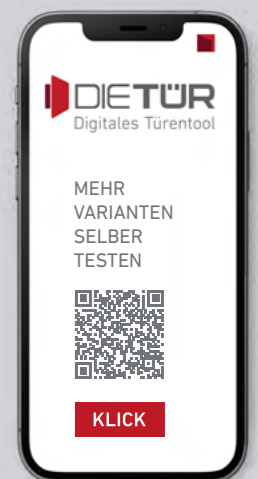 DIETÜR
Digitales Türentool
MEHR
VARIANTEN
SELBER
TESTEN
KLICK